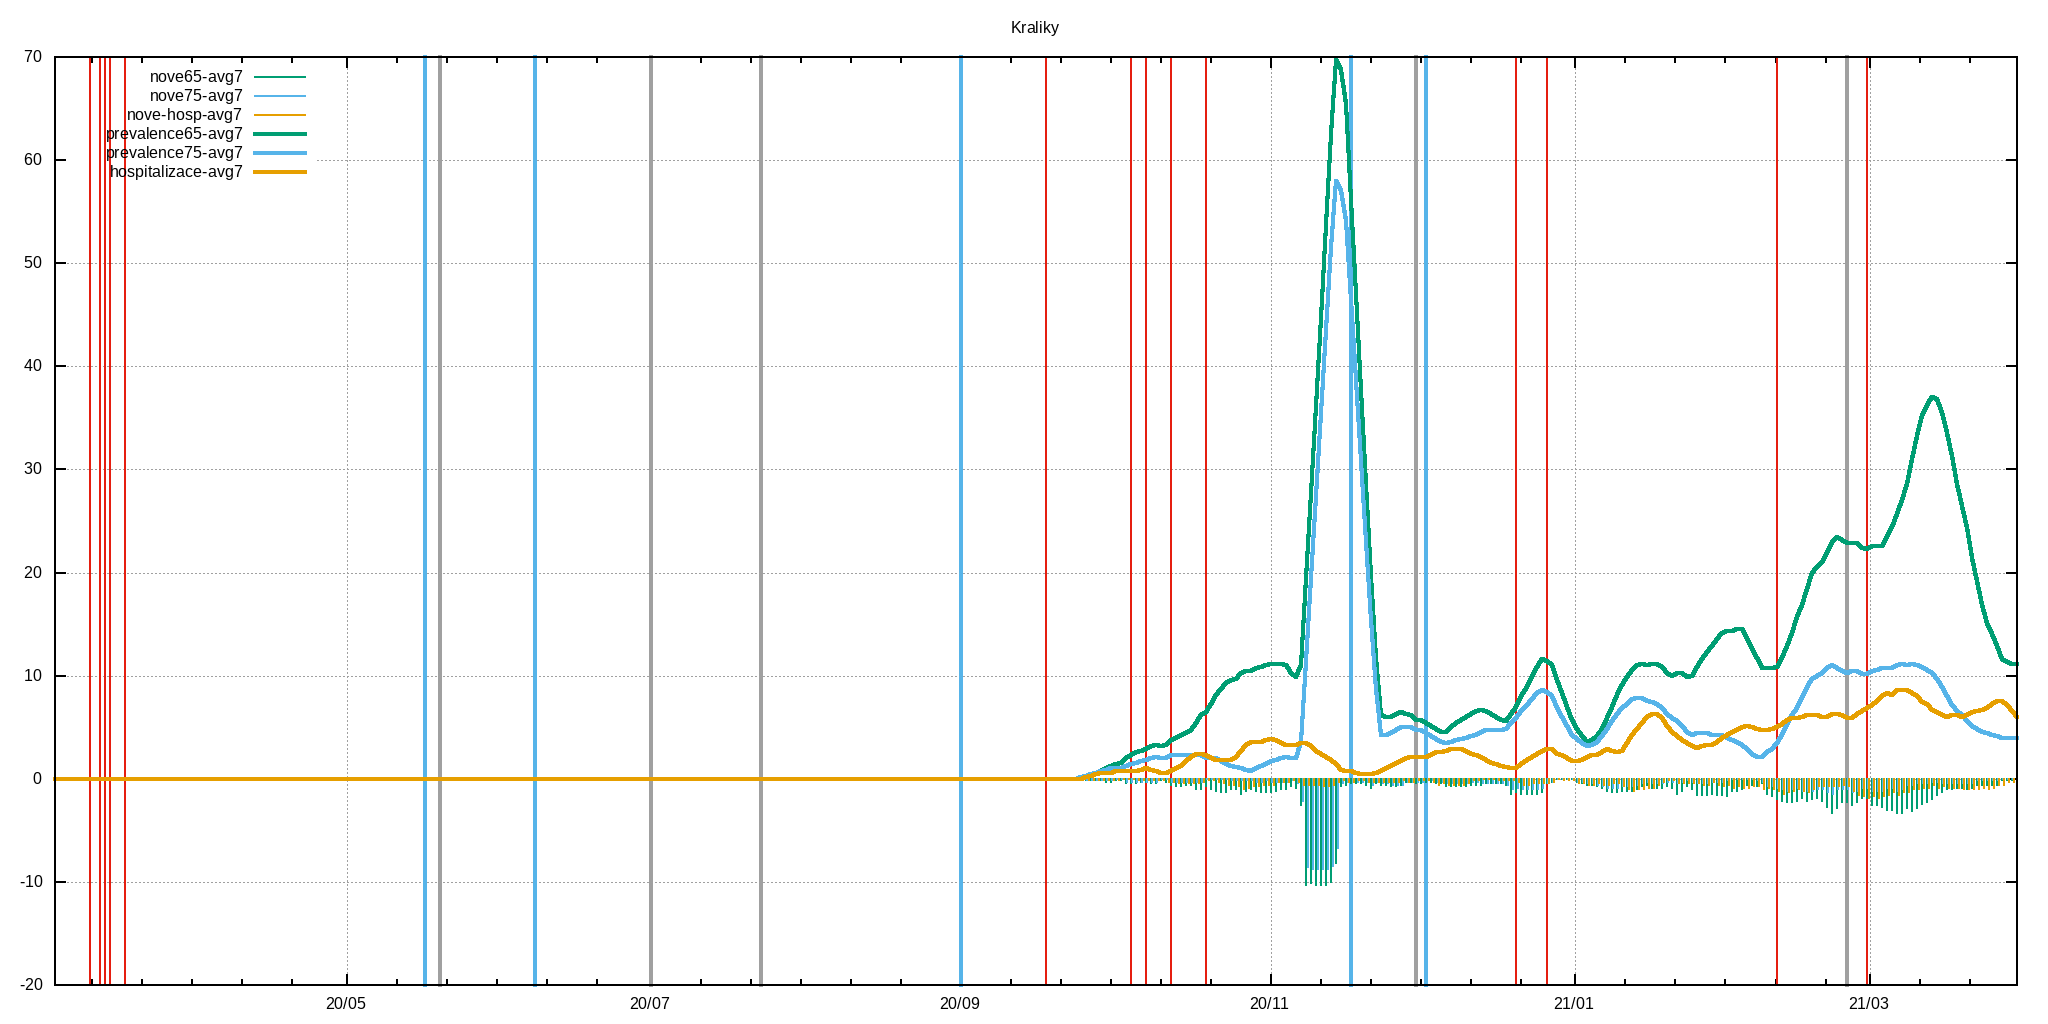 Kraliky
70
nove65-avg7
nove75-avg7
nove-hosp-avg7
prevalence65-avg7
60
prevalence75-avg7
hospitalizace-avg7
50
40
30
20
10
0
-10
-20
20/05 20/07 20/09 20/11 21/01 21/03